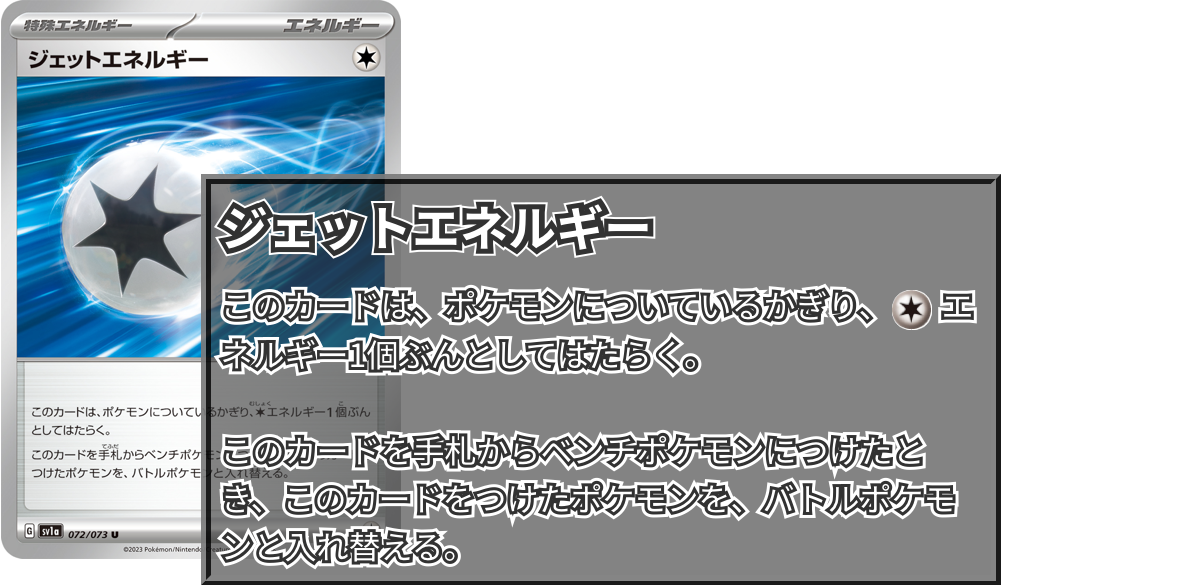 特殊エネルギー エネルギー
ジェットエネルギー
ジェットエネルギー
このカードは、ポケモンについているかぎり、エ
ネルギー1個ぶんとしてはたらく。
このカードを手札からベンチポケモンにつけたと
き、このカードをつけたポケモンを、バトルポケモ
ンと入れ替える。
このカードは、ポケモンについているかぎり、エネルギー1個ぶん
としてはたらく。
このカードを手札からベンチポケモン
つけたポケモンを、バトルポケモンと入れ替える。
G sv1a 072/073 U
©2023 Pokémon/Nintendo